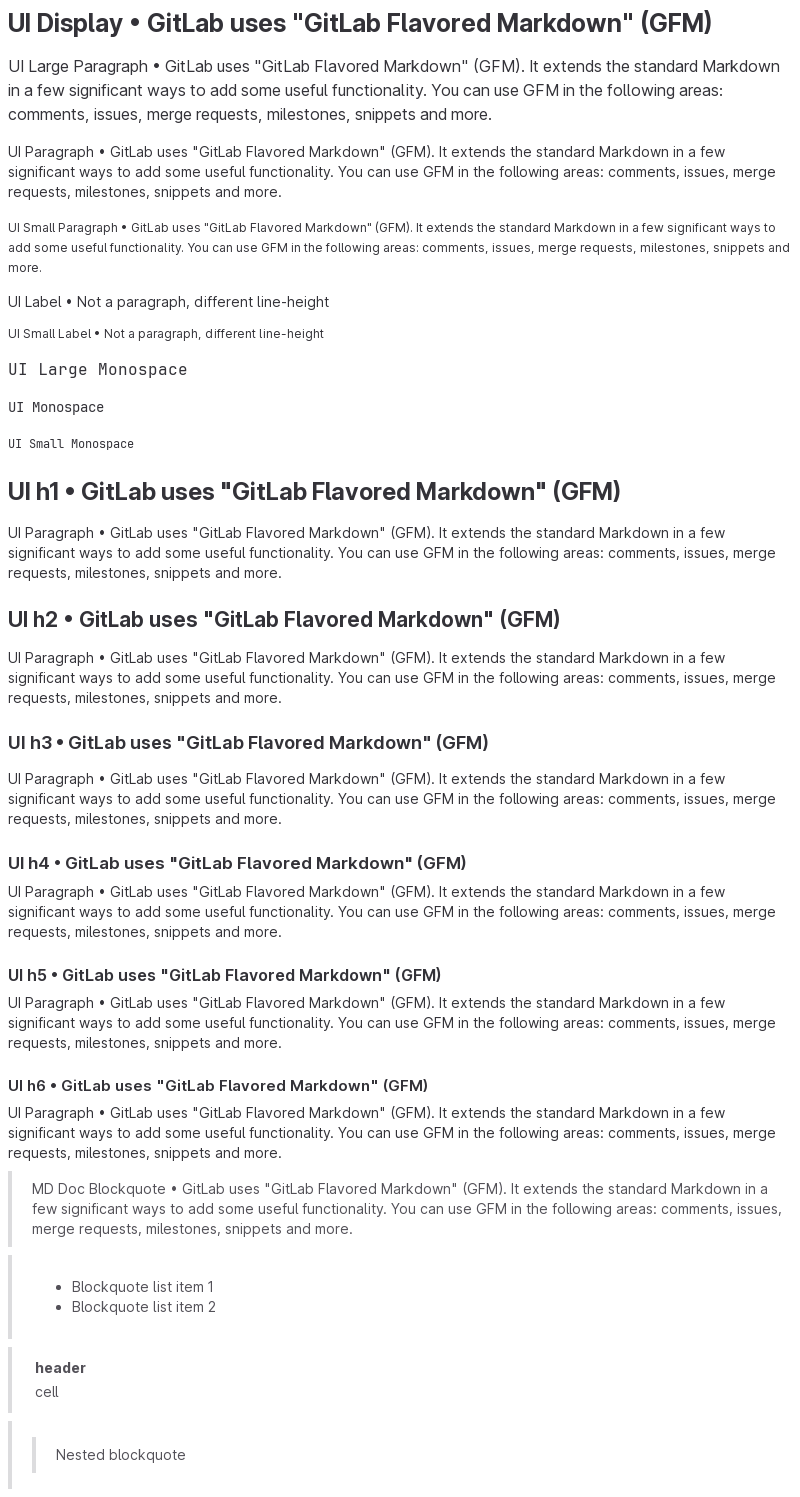 UI Display • GitLab uses "GitLab Flavored Markdown" (GFM)
UI Large Paragraph • GitLab uses "GitLab Flavored Markdown" (GFM). It extends the standard Markdown
in a few significant ways to add some useful functionality. You can use GFM in the following areas:
comments, issues, merge requests, milestones, snippets and more.
UI Paragraph • GitLab uses "GitLab Flavored Markdown" (GFM). It extends the standard Markdown in a few
significant ways to add some useful functionality. You can use GFM in the following areas: comments, issues, merge
requests, milestones, snippets and more.
UI Small Paragraph • GitLab uses "GitLab Flavored Markdown" (GFM). It extends the standard Markdown in a few significant ways to
add some useful functionality. You can use GFM in the following areas: comments, issues, merge requests, milestones, snippets and
more.
UI Label • Not a paragraph, different line-height
UI Small Label • Not a paragraph, different line-height
UI Large Monospace
UI Monospace
UI Small Monospace
UI h1 • GitLab uses "GitLab Flavored Markdown" (GFM)
UI Paragraph • GitLab uses "GitLab Flavored Markdown" (GFM). It extends the standard Markdown in a few
significant ways to add some useful functionality. You can use GFM in the following areas: comments, issues, merge
requests, milestones, snippets and more.
UI h2 • GitLab uses "GitLab Flavored Markdown" (GFM)
UI Paragraph • GitLab uses "GitLab Flavored Markdown" (GFM). It extends the standard Markdown in a few
significant ways to add some useful functionality. You can use GFM in the following areas: comments, issues, merge
requests, milestones, snippets and more.
UI h3 • GitLab uses "GitLab Flavored Markdown" (GFM)
UI Paragraph • GitLab uses "GitLab Flavored Markdown" (GFM). It extends the standard Markdown in a few
significant ways to add some useful functionality. You can use GFM in the following areas: comments, issues, merge
requests, milestones, snippets and more.
UI h4 • GitLab uses "GitLab Flavored Markdown" (GFM)
UI Paragraph • GitLab uses "GitLab Flavored Markdown" (GFM). It extends the standard Markdown in a few
significant ways to add some useful functionality. You can use GFM in the following areas: comments, issues, merge
requests, milestones, snippets and more.
UI h5 • GitLab uses "GitLab Flavored Markdown" (GFM)
UI Paragraph • GitLab uses "GitLab Flavored Markdown" (GFM). It extends the standard Markdown in a few
significant ways to add some useful functionality. You can use GFM in the following areas: comments, issues, merge
requests, milestones, snippets and more.
UI h6 • GitLab uses "GitLab Flavored Markdown" (GFM)
UI Paragraph • GitLab uses "GitLab Flavored Markdown" (GFM). It extends the standard Markdown in a few
significant ways to add some useful functionality. You can use GFM in the following areas: comments, issues, merge
requests, milestones, snippets and more.
MD Doc Blockquote • GitLab uses "GitLab Flavored Markdown" (GFM). It extends the standard Markdown in a
few significant ways to add some useful functionality. You can use GFM in the following areas: comments, issues,
merge requests, milestones, snippets and more.
• Blockquote list item 1
• Blockquote list item 2
header
cell
Nested blockquote